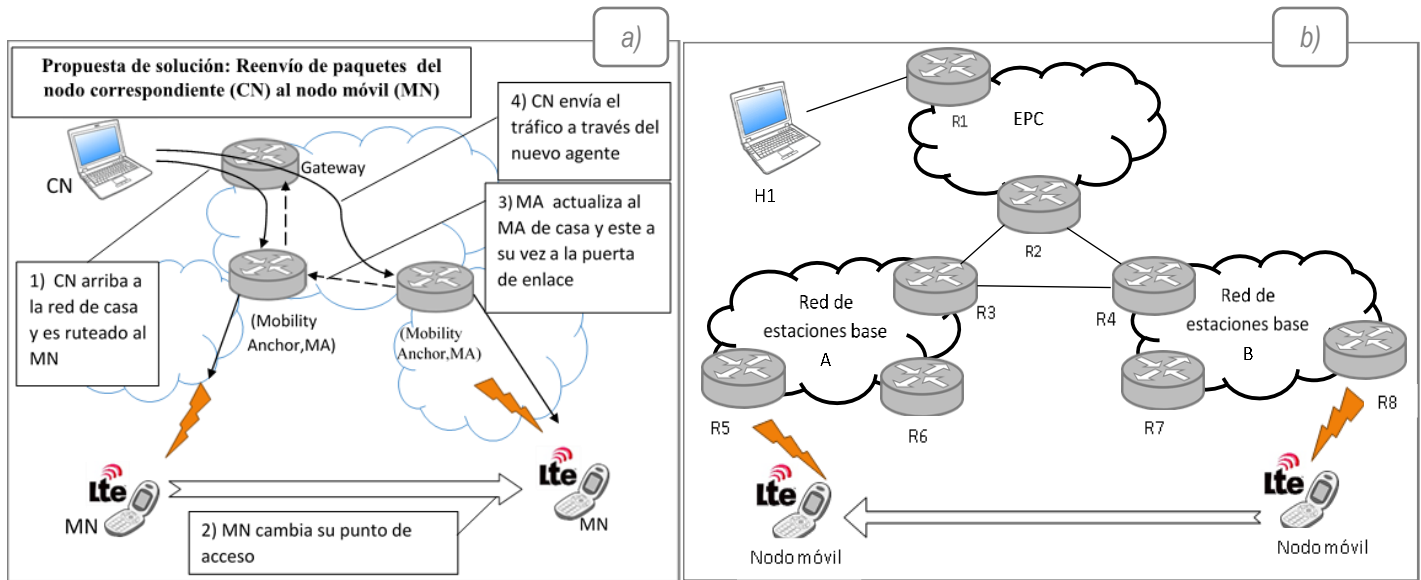 a)
Propuesta de solución: Reenvío de paquetes del
nodo correspondiente (CN) al nodo móvil (MN)
4) CN envía el
tráfico a través del
nuevo agente
CN
Gateway
3) MA actualiza al
MA de casa y este a
su vez a la puerta
de enlace
1) CN arriba a
la red de casa
y es ruteado al
MN
(Mobility
Anchor,MA)
(Mobility
Anchor,MA)
Lte
MN
Lte
MN
2) MN cambia su punto de
acceso
b)
R1
EPC
H1
R2
Red de
estaciones base
A
R3
R4
Red de
estaciones base
B
R5
R6
R7
R8
Lte
Nodo móvil
Lte
Nodo móvil